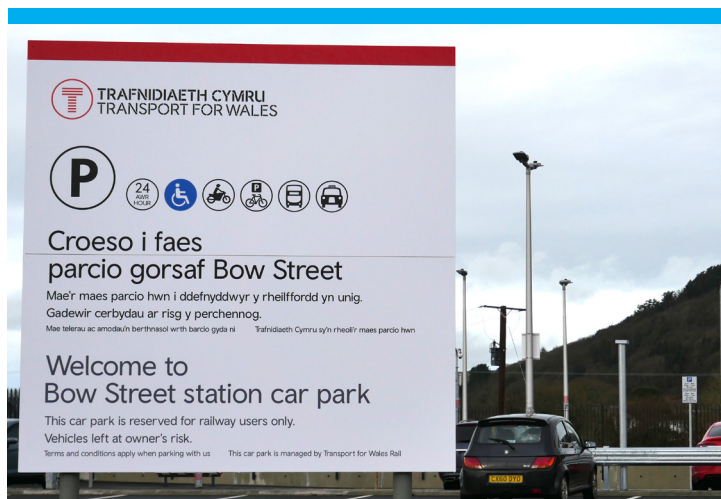 TRAFNIDIAETH CYMRU
TRANSPORT FOR WALES
P
24
AWR
HOUR
P
Croeso i faes
parcio gorsaf Bow Street
Mae'r maes parcio hwn i ddefnyddwyr y rheilffordd yn unig.
Gadewir cerbydau ar risg y perchennog.
Mae telerau ac amodau'n berthnasol wrth barcio gyda ni Trafnidiaeth Cymru sy'n rheoli'r maes parcio hwn
Welcome to
Bow Street station car park
This car park is reserved for railway users only.
Vehicles left at owner's risk.
Terms and conditions apply when parking with us This car park is managed by Transport for Wales Rail
CX60 DYD